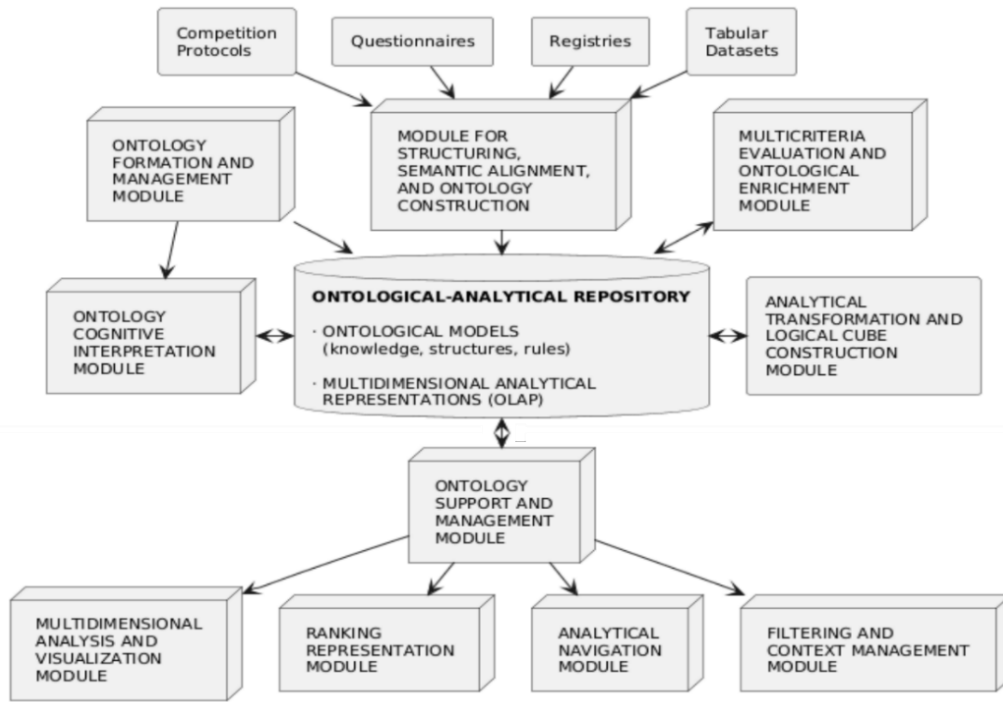 Competition
Protocols
Questionnaires
Registries
Tabular
Datasets
ONTOLOGY
FORMATION AND
MANAGEMENT
MODULE
MODULE FOR
STRUCTURING,
SEMANTIC ALIGNMENT,
AND ONTOLOGY
CONSTRUCTION
MULTICRITERIA
EVALUATION AND
ONTOLOGICAL
ENRICHMENT
MODULE
ONTOLOGY
COGNITIVE
INTERPRETATION
MODULE
ONTOLOGICAL-ANALYTICAL REPOSITORY
· ONTOLOGICAL MODELS
(knowledge, structures, rules)
· MULTIDIMENSIONAL ANALYTICAL
REPRESENTATIONS (OLAP)
ANALYTICAL
TRANSFORMATION AND
LOGICAL CUBE
CONSTRUCTION
MODULE
ONTOLOGY
SUPPORT AND
MANAGEMENT
MODULE
MULTIDIMENSIONAL
ANALYSIS AND
VISUALIZATION
MODULE
RANKING
REPRESENTATION
MODULE
ANALYTICAL
NAVIGATION
MODULE
FILTERING AND
CONTEXT MANAGEMENT
MODULE